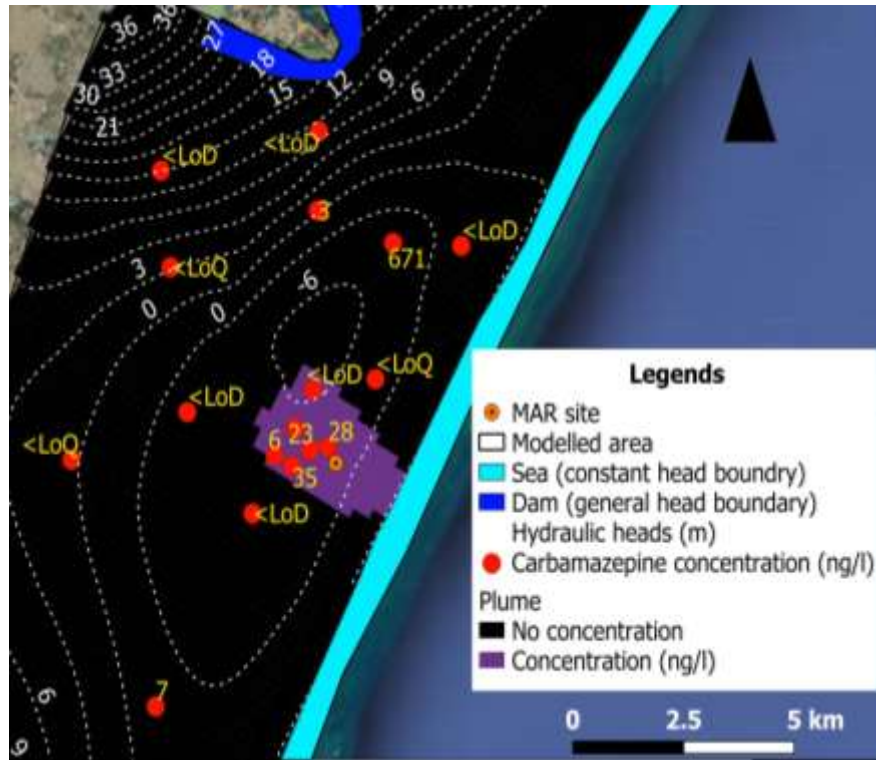 36
36
27
33
18
9
30
15
12
6
21
<LoD
<LoD
3
<LoD
671
3
<LoQ
-6
0
0
<LoD
<LoQ
<LoD
6
23
28
<LoQ
35
<LoD
7
6
9
Legends
MAR site
Modelled area
Sea (constant head boundry)
Dam (general head boundary)
Hydraulic heads (m)
Carbamazepine concentration (ng/l)
Plume
No concentration
Concentration (ng/l)
0 2.5 5 km